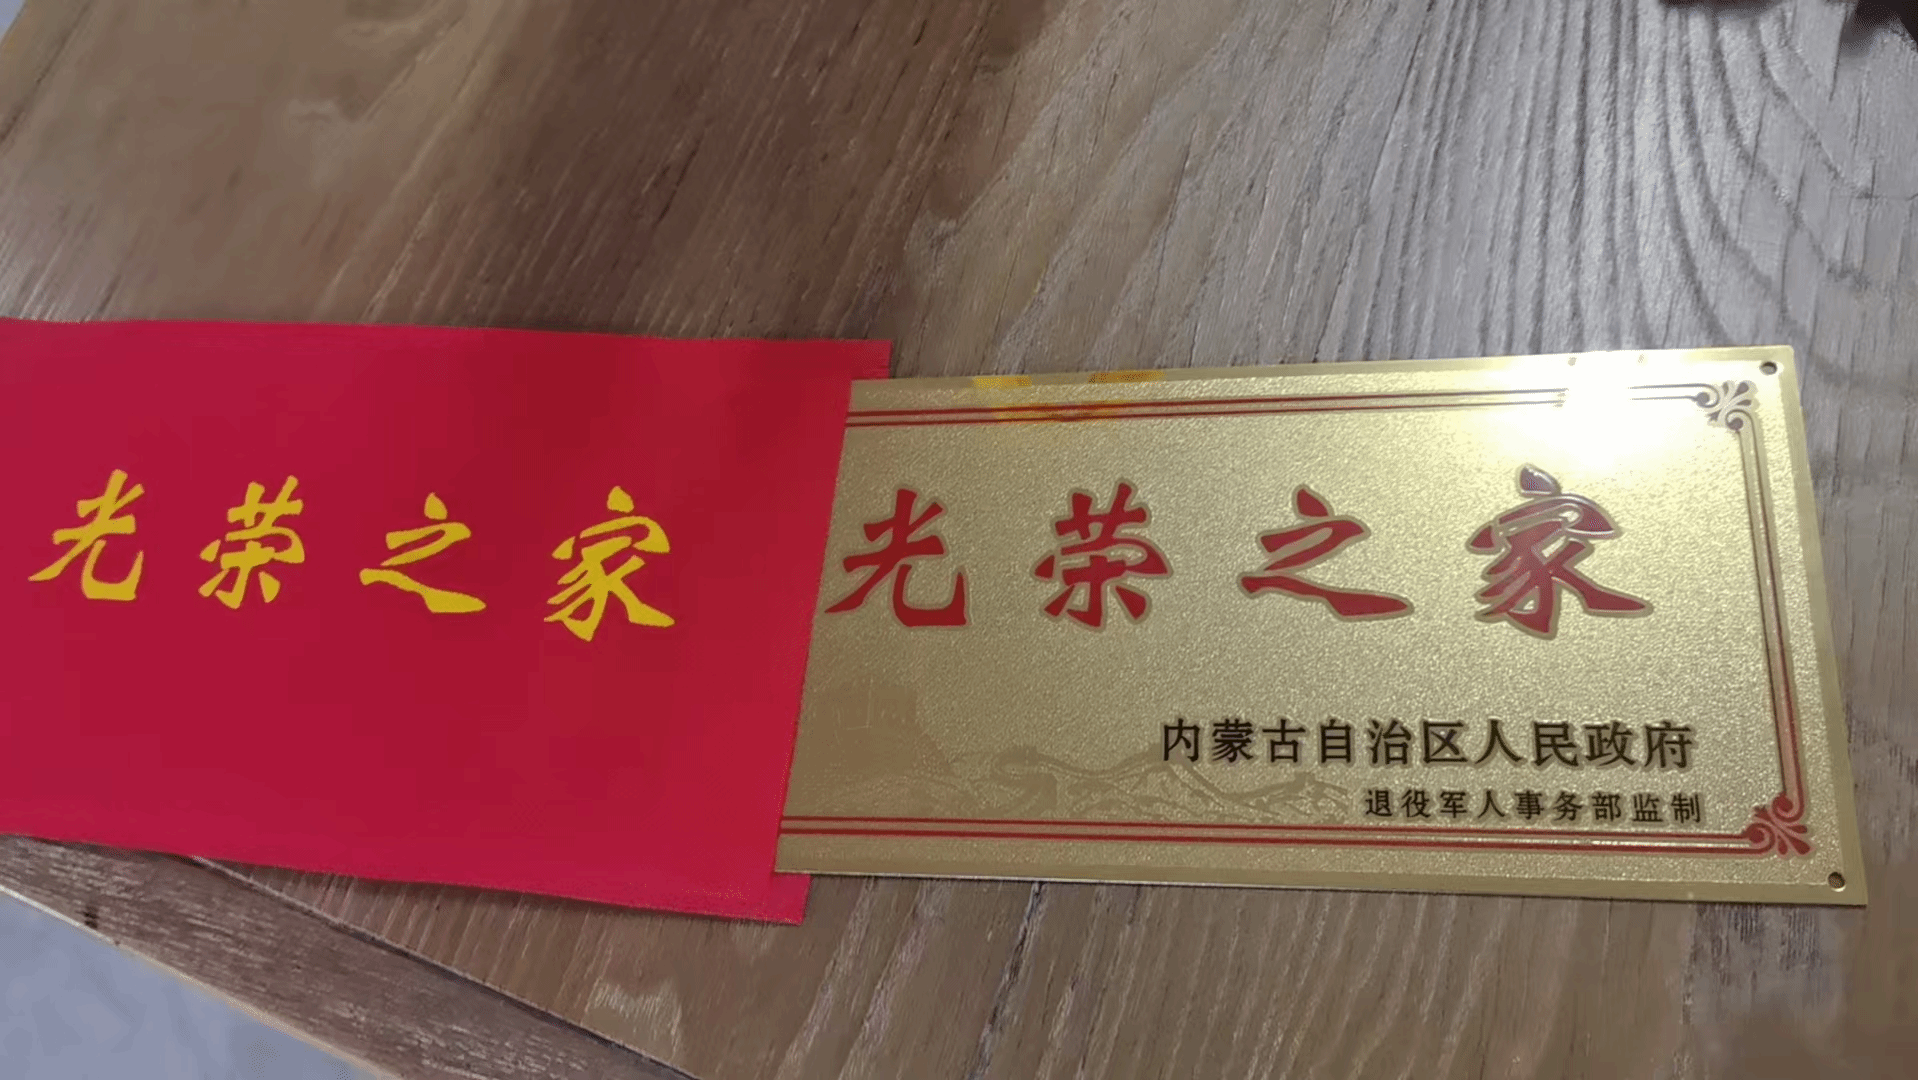 光荣之家
光荣之家
内蒙古自治区人民政府
退役军人事务部监制